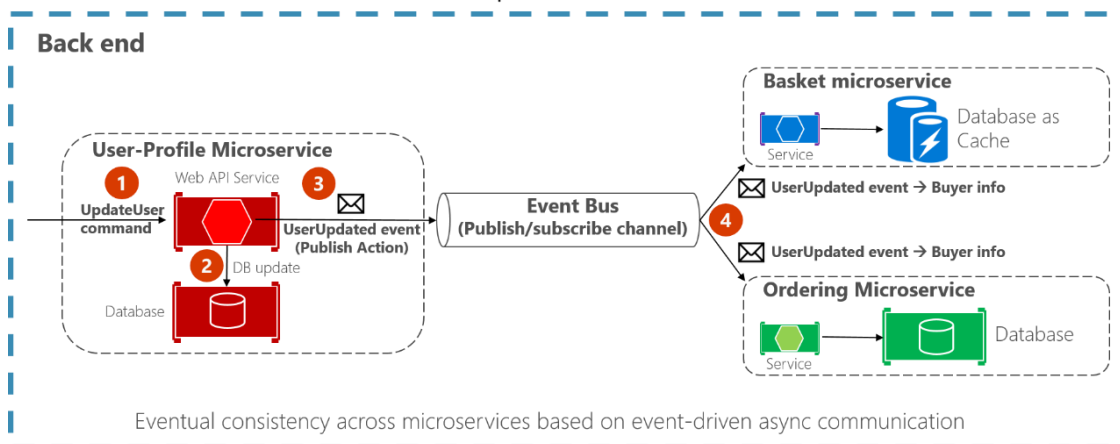 Back end
User-Profile Microservice
Web API Service
1
UpdateUser
command
3
UserUpdated event
(Publish Action)
2
DB update
Database
Event Bus
(Publish/subscribe channel)
4
Basket microservice
Service
Database as
Cache
UserUpdated event → Buyer info
UserUpdated event → Buyer info
Ordering Microservice
Service
Database
Eventual consistency across microservices based on event-driven async communication